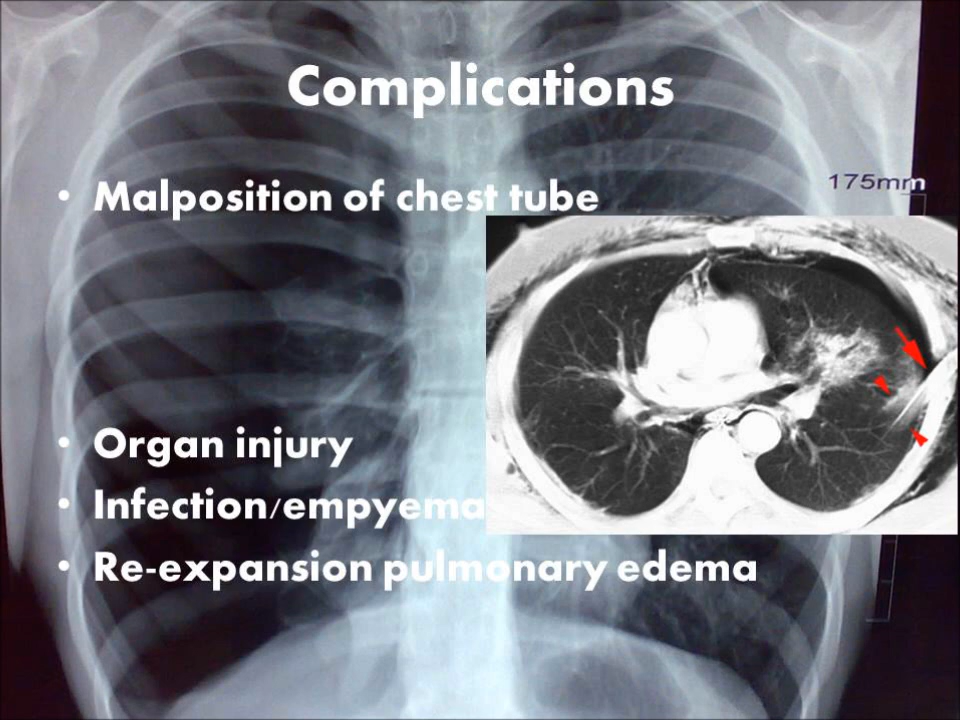 Complications
• Malposition of chest tube
175mm
• Organ injury
• Infection/empyema
• Re-expansion pulmonary edema